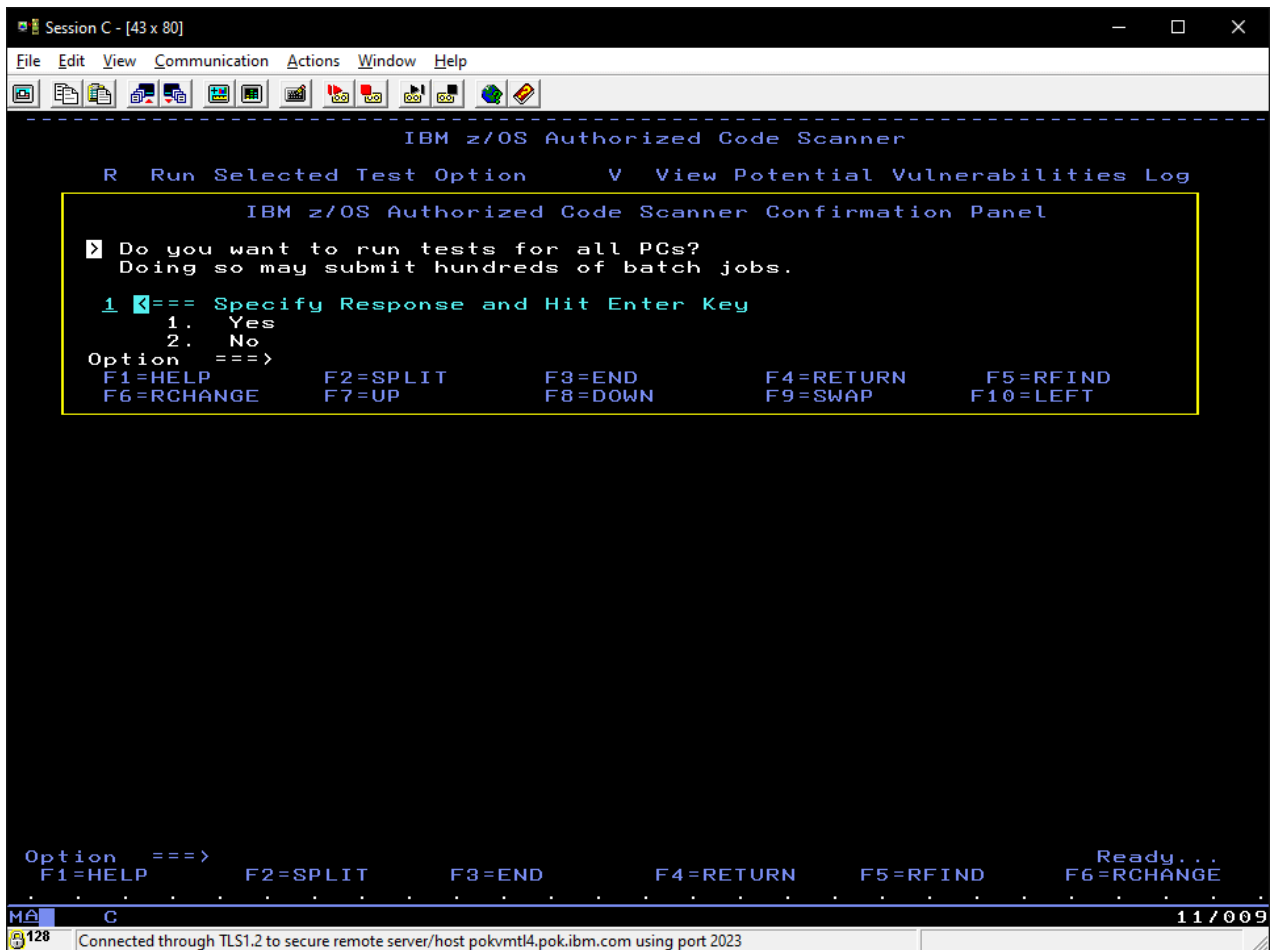 Session C - [43 x 80]
File Edit View Communication Actions Window Help
IBM z/OS Authorized Code Scanner
R Run Selected Test Option V View Potential Vulnerabilities Log
IBM z/OS Authorized Code Scanner Confirmation Panel
> Do you want to run tests for all PCs?
Doing so may submit hundreds of batch jobs.
1 <=== Specify Response and Hit Enter Key
1. Yes
2. No
Option ===>
F1=HELP F2=SPLIT F3=END F4=RETURN F5=RFIND
F6=RCHANGE F7=UP F8=DOWN F9=SWAP F10=LEFT
Option ===> Ready...
F1=HELP F2=SPLIT F3=END F4=RETURN F5=RFIND F6=RCHANGE
MA C 11/009
128 Connected through TLS1.2 to secure remote server/host pokvmtl4.pok.ibm.com using port 2023